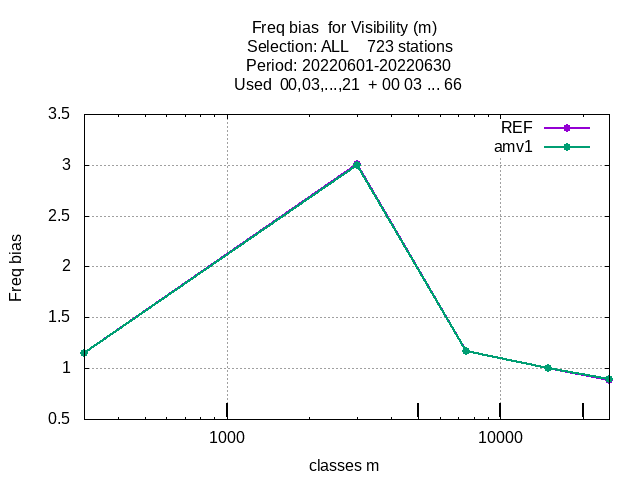 Freq bias  for Visibility (m)
Selection: ALL    723 stations
Period: 20220601-20220630
Used  00,03,...,21  + 00 03 ... 66
REF
amv1
3.5
3
2.5
2
1.5
1
0.5
Freq bias
1000
10000
classes m